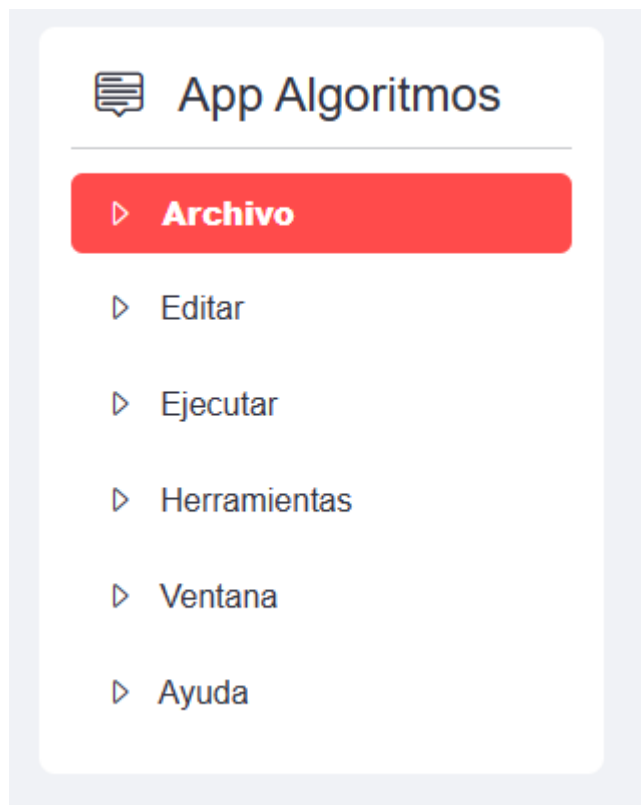 App Algoritmos
Archivo
Editar
Ejecutar
Herramientas
Ventana
Ayuda